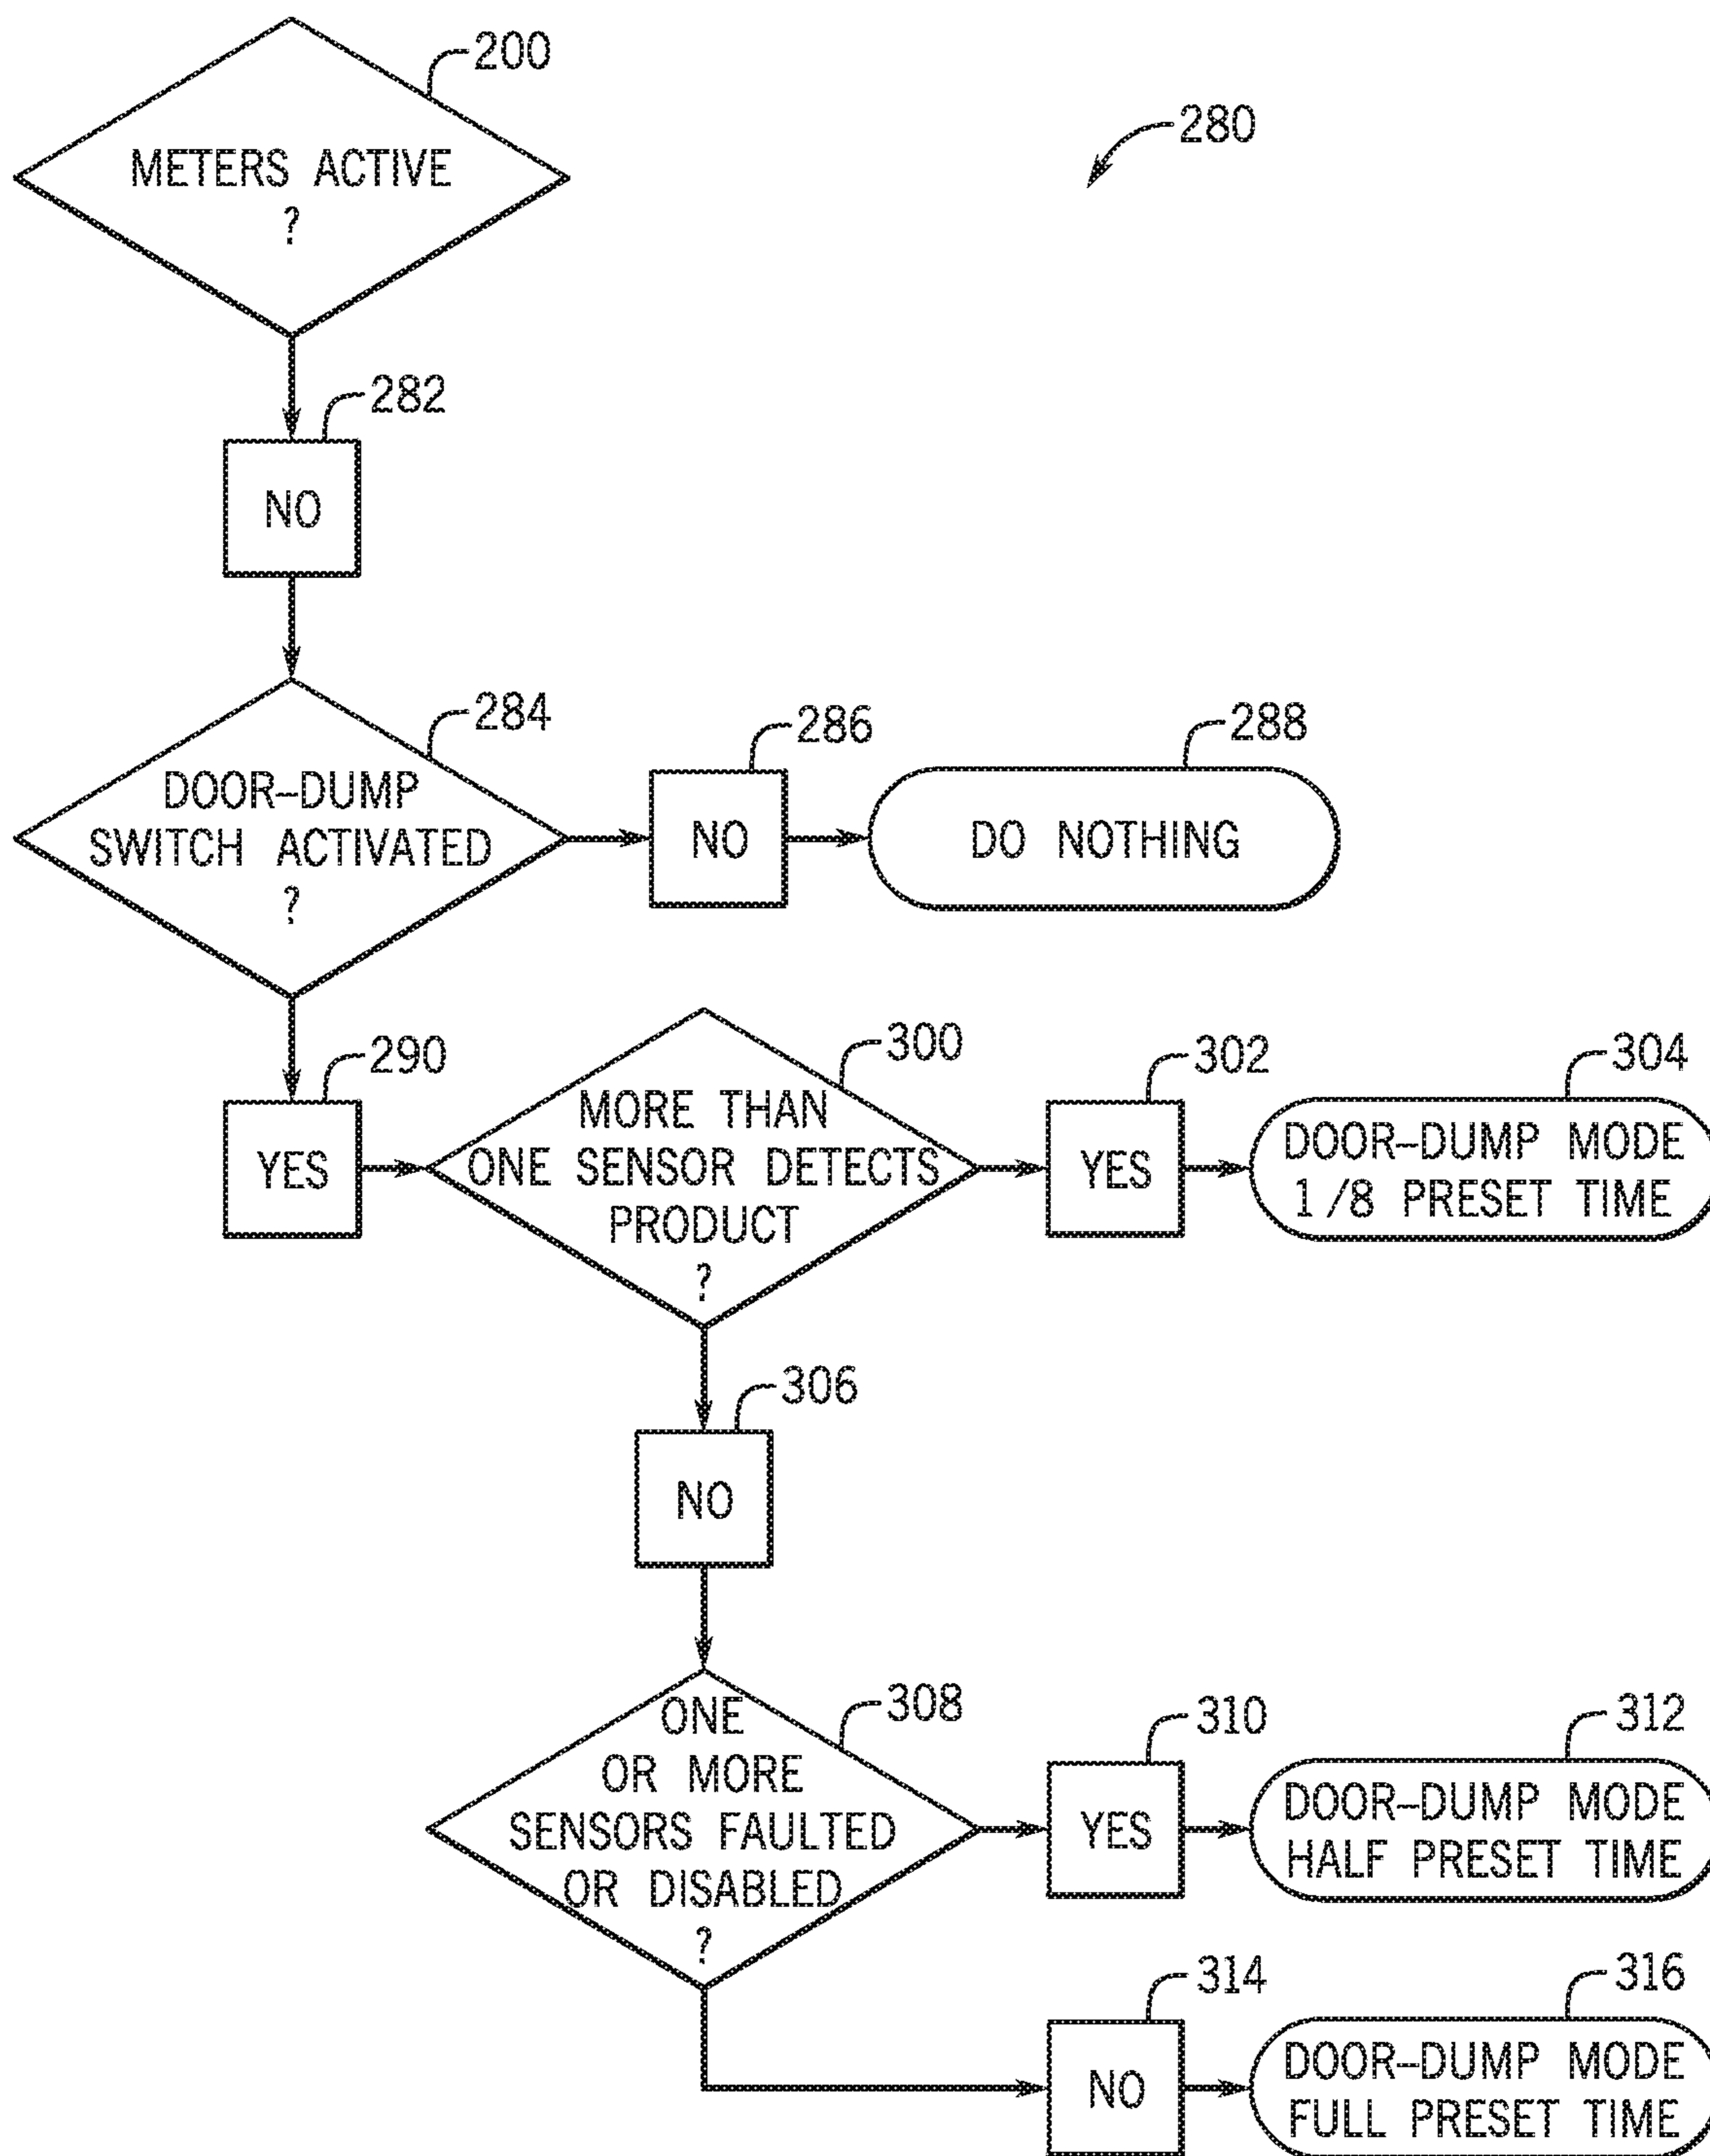 200
METERS ACTIVE
?
280
282
NO
284
DOOR-DUMP
SWITCH ACTIVATED
?
286
NO
288
DO NOTHING
290
YES
300
MORE THAN
ONE SENSOR DETECTS
PRODUCT
?
302
YES
304
DOOR-DUMP MODE
1/8 PRESET TIME
306
NO
308
ONE
OR MORE
SENSORS FAULTED
OR DISABLED
?
310
YES
312
DOOR-DUMP MODE
HALF PRESET TIME
314
NO
316
DOOR-DUMP MODE
FULL PRESET TIME